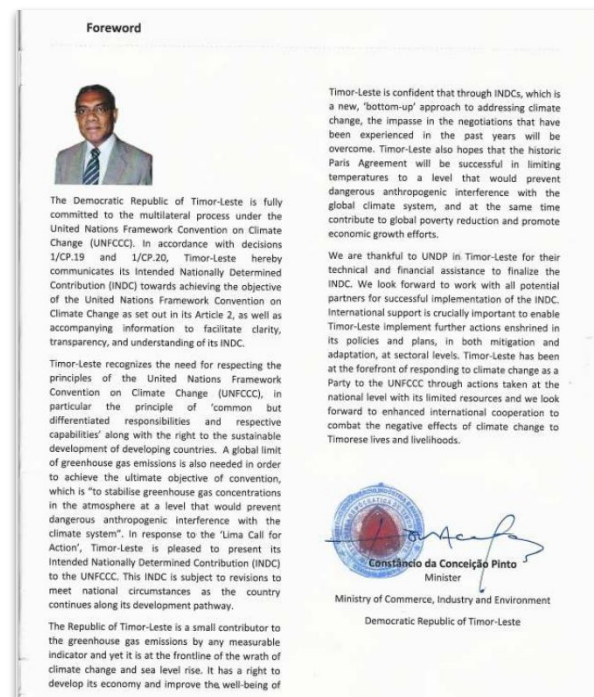 Foreword
The Democratic Republic of Timor-Leste is fully
committed to the multilateral process under the
United Nations Framework Convention on Climate
Change (UNFCCC). In accordance with decisions
1/CP.19 and 1/CP.20, Timor-Leste hereby
communicates its Intended Nationally Determined
Contribution (INDC) towards achieving the objective
of the United Nations Framework Convention on
Climate Change as set out in its Article 2, as well as
accompanying information to facilitate clarity,
transparency, and understanding of its INDC.
Timor-Leste recognizes the need for respecting the
principles of the United Nations Framework
Convention on Climate Change (UNFCCC), in
particular the principle of 'common but
differentiated responsibilities and respective
capabilities' along with the right to the sustainable
development of developing countries. A global limit
of greenhouse gas emissions is also needed in order
to achieve the ultimate objective of convention,
which is "to stabilise greenhouse gas concentrations
in the atmosphere at a level that would prevent
dangerous anthropogenic interference with the
climate system". In response to the 'Lima Call for
Action', Timor-Leste is pleased to present its
Intended Nationally Determined Contribution (INDC)
to the UNFCCC. This INDC is subject to revisions to
meet national circumstances as the country
continues along its development pathway.
The Republic of Timor-Leste is a small contributor to
the greenhouse gas emissions by any measurable
indicator and yet it is at the frontline of the wrath of
climate change and sea level rise. It has a right to
develop its economy and improve the well-being of
Timor-Leste is confident that through INDCs, which is
a new, 'bottom-up' approach to addressing climate
change, the impasse in the negotiations that have
been experienced in the past years will be
overcome. Timor-Leste also hopes that the historic
Paris Agreement will be successful in limiting
temperatures to a level that would prevent
dangerous anthropogenic interference with the
global climate system, and at the same time
contribute to global poverty reduction and promote
economic growth efforts.
We are thankful to UNDP in Timor-Leste for their
technical and financial assistance to finalize the
INDC. We look forward to work with all potential
partners for successful implementation of the INDC.
International support is crucially important to enable
Timor-Leste implement further actions enshrined in
its policies and plans, in both mitigation and
adaptation, at sectoral levels. Timor-Leste has been
at the forefront of responding to climate change as a
Party to the UNFCCC through actions taken at the
national level with its limited resources and we look
forward to enhanced international cooperation to
combat the negative effects of climate change to
Timorese lives and livelihoods.
Constâncio da Conceição Pinto
Minister
Ministry of Commerce, Industry and Environment
Democratic Republic of Timor-Leste